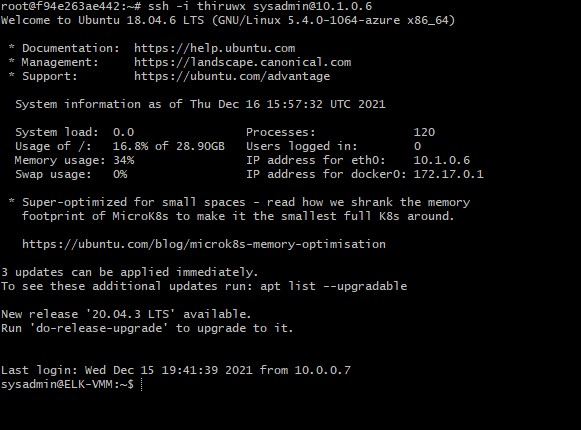 root@f94e263ae442:~# ssh -i thiruwx sysadmin@10.1.0.6
Welcome to Ubuntu 18.04.6 LTS (GNU/Linux 5.4.0-1064-azure x86_64)
* Documentation:  https://help.ubuntu.com
* Management:     https://landscape.canonical.com
* Support:        https://ubuntu.com/advantage
System information as of Thu Dec 16 15:57:32 UTC 2021
System load:  0.0                Processes:              120
Usage of /:   16.8% of 28.90GB   Users logged in:        0
Memory usage: 34%                IP address for eth0:    10.1.0.6
Swap usage:   0%                 IP address for docker0: 172.17.0.1
* Super-optimized for small spaces - read how we shrank the memory
footprint of MicroK8s to make it the smallest full K8s around.
https://ubuntu.com/blog/microk8s-memory-optimisation
3 updates can be applied immediately.
To see these additional updates run: apt list --upgradable
New release '20.04.3 LTS' available.
Run 'do-release-upgrade' to upgrade to it.
Last login: Wed Dec 15 19:41:39 2021 from 10.0.0.7
sysadmin@ELK-VMM:~$